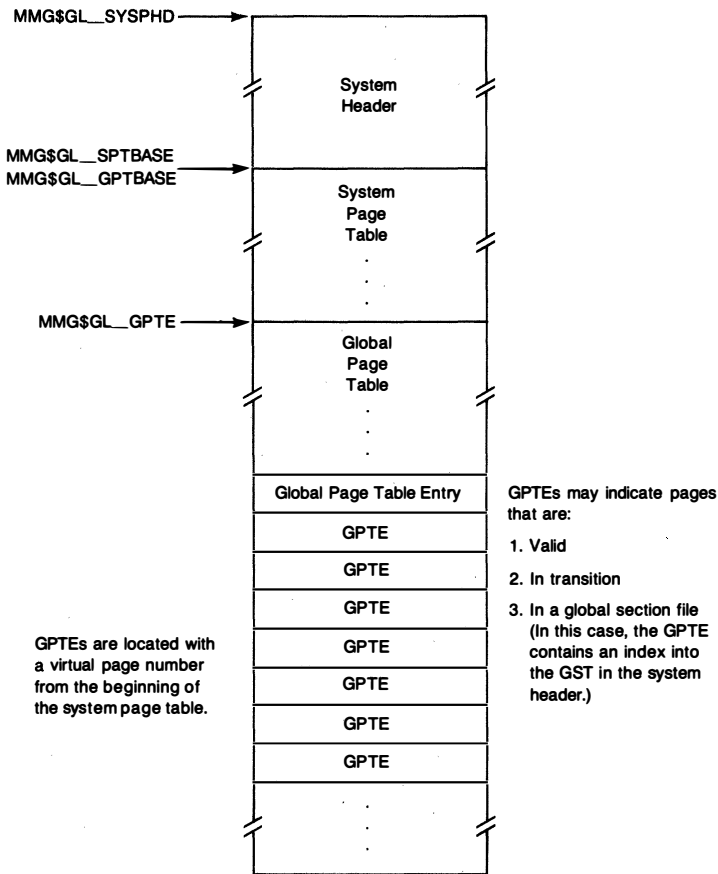 MMG$GL__SYSPHD
System
Header
MMG$GL__SPTBASE
MMG$GL__GPTBASE
System
Page
Table
.
.
.
MMG$GL__GPTE
Global
Page
Table
.
.
.
Global Page Table Entry
GPTE
GPTE
GPTE
GPTE
GPTE
GPTE
GPTE
.
.
.
GPTEs may indicate pages
that are:
1. Valid
2. In transition
3. In a global section file
(In this case, the GPTE
contains an index into
the GST in the system
header.)
GPTEs are located with
a virtual page number
from the beginning of
the system page table.